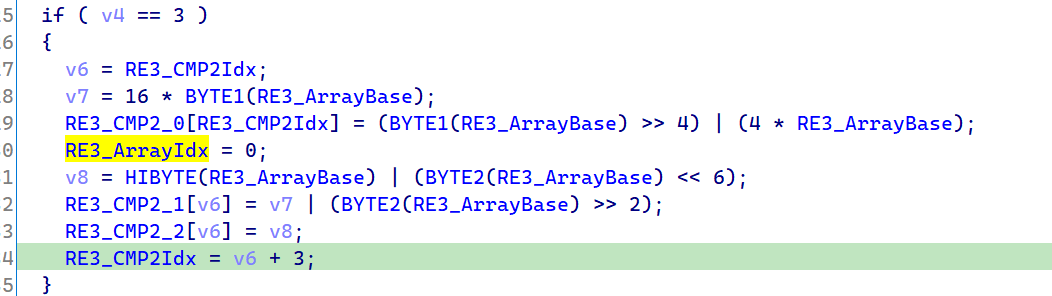 5 if ( v4 == 3 )
6 {
7 v6 = RE3_CMP2Idx;
8 v7 = 16 * BYTE1(RE3_ArrayBase);
9 RE3_CMP2_0[RE3_CMP2Idx] = (BYTE1(RE3_ArrayBase) >> 4) | (4 * RE3_ArrayBase);
0 RE3_ArrayIdx = 0;
1 v8 = HIBYTE(RE3_ArrayBase) | (BYTE2(RE3_ArrayBase) << 6);
2 RE3_CMP2_1[v6] = v7 | (BYTE2(RE3_ArrayBase) >> 2);
3 RE3_CMP2_2[v6] = v8;
4 RE3_CMP2Idx = v6 + 3;
5 }